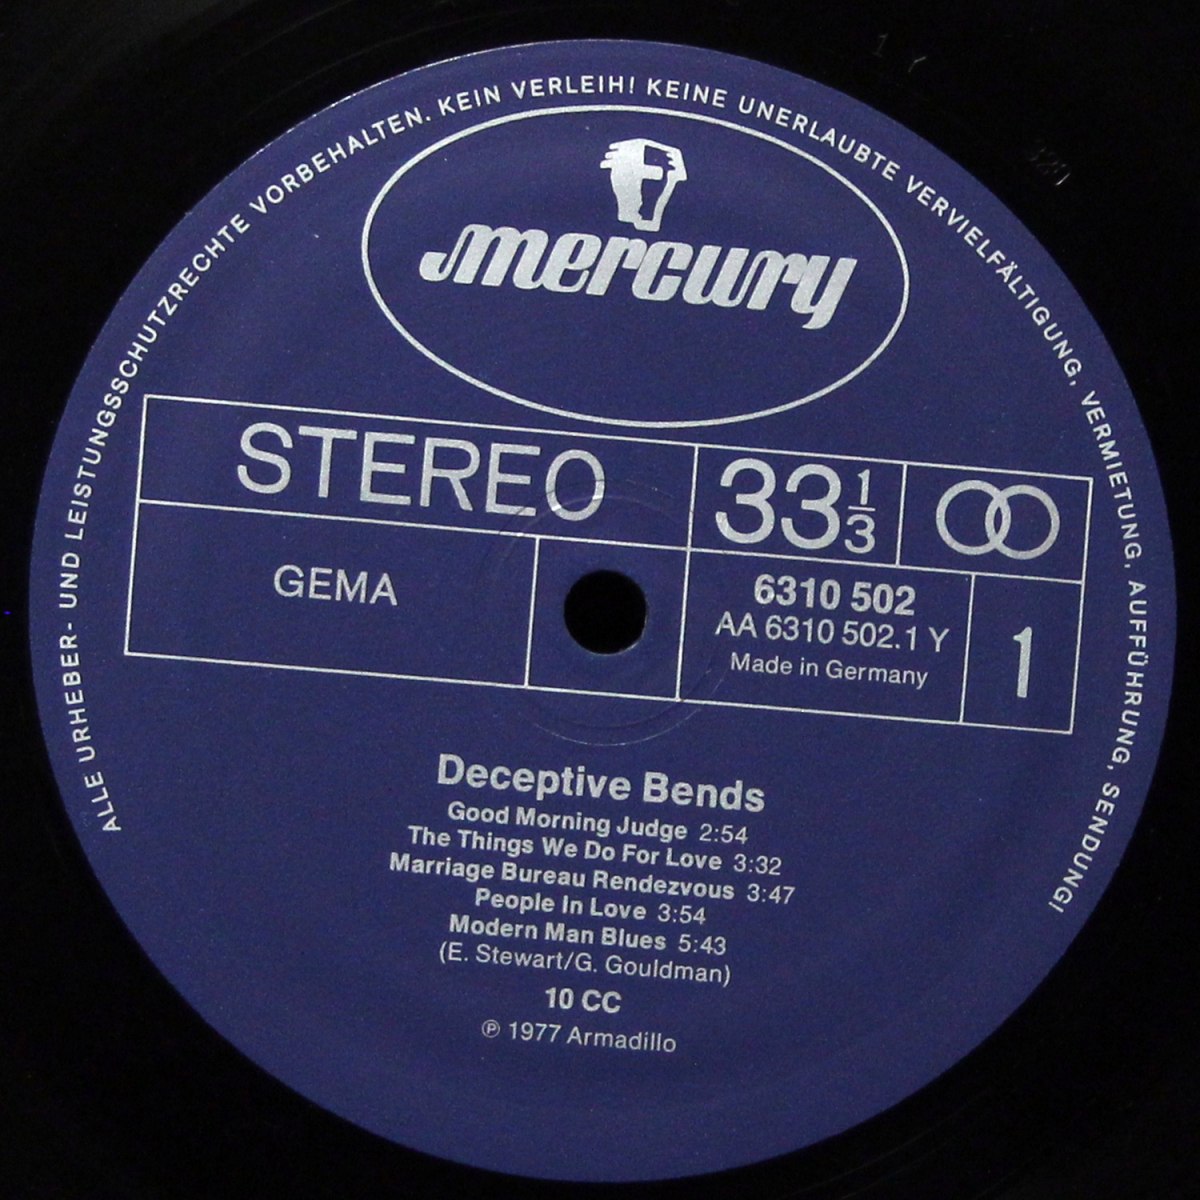 ALLE URHEBER- UND LEISTUNGSSCHUTZRECHTE VORBEHALTEN. KEIN VERLEIH! KEINE UNERLAUBTE VERVIELFÄLTIGUNG, VERMIETUNG, AUFFÜHRUNG, SENDUNG!
mercury
STEREO
33 1/3
GEMA
6310 502
AA 6310 502.1 Y
Made in Germany
1
Deceptive Bends
Good Morning Judge 2:54
The Things We Do For Love 3:32
Marriage Bureau Rendezvous 3:47
People In Love 3:54
Modern Man Blues 5:43
(E. Stewart/G. Gouldman)
10 CC
℗ 1977 Armadillo